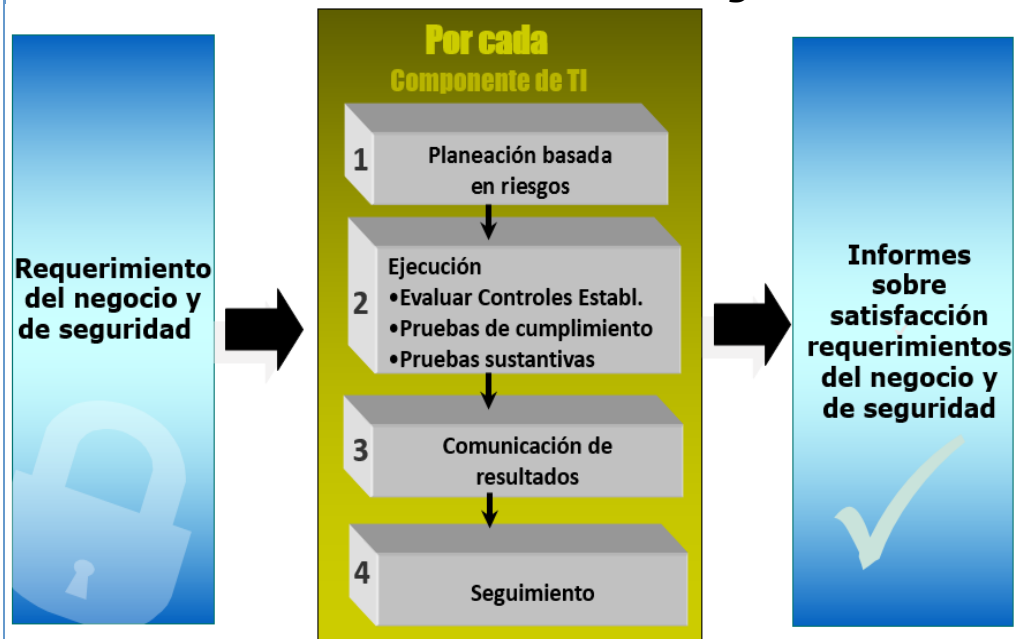 Requerimiento
del negocio y
de seguridad
Por cada
Componente de TI
1
Planeación basada
en riesgos
2
Ejecución
•Evaluar Controles Establ.
•Pruebas de cumplimiento
•Pruebas sustantivas
3
Comunicación de
resultados
4
Seguimiento
Informes
sobre
satisfacción
requerimientos
del negocio y
de seguridad